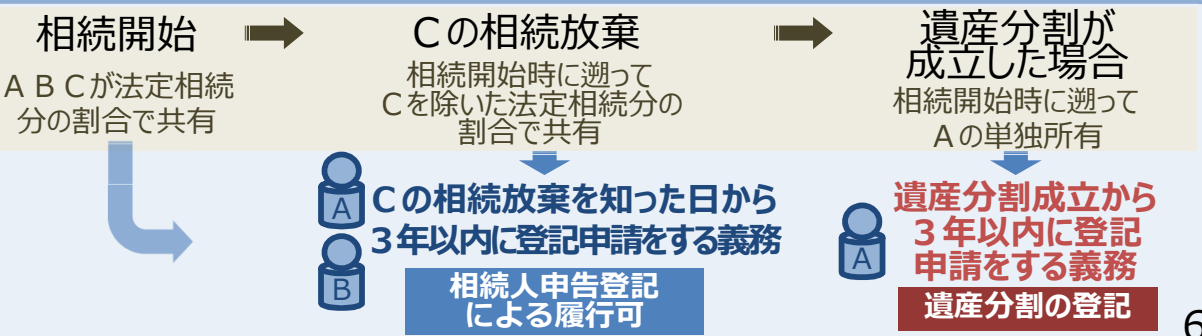 相続開始
ＡＢＣが法定相続
分の割合で共有
Ｃの相続放棄
相続開始時に遡って
Ｃを除いた法定相続分の
割合で共有
遺産分割が
成立した場合
相続開始時に遡って
Ａの単独所有
A
B
Ｃの相続放棄を知った日から
３年以内に登記申請をする義務
相続人申告登記
による履行可
A
遺産分割成立から
３年以内に登記
申請をする義務
遺産分割の登記
6